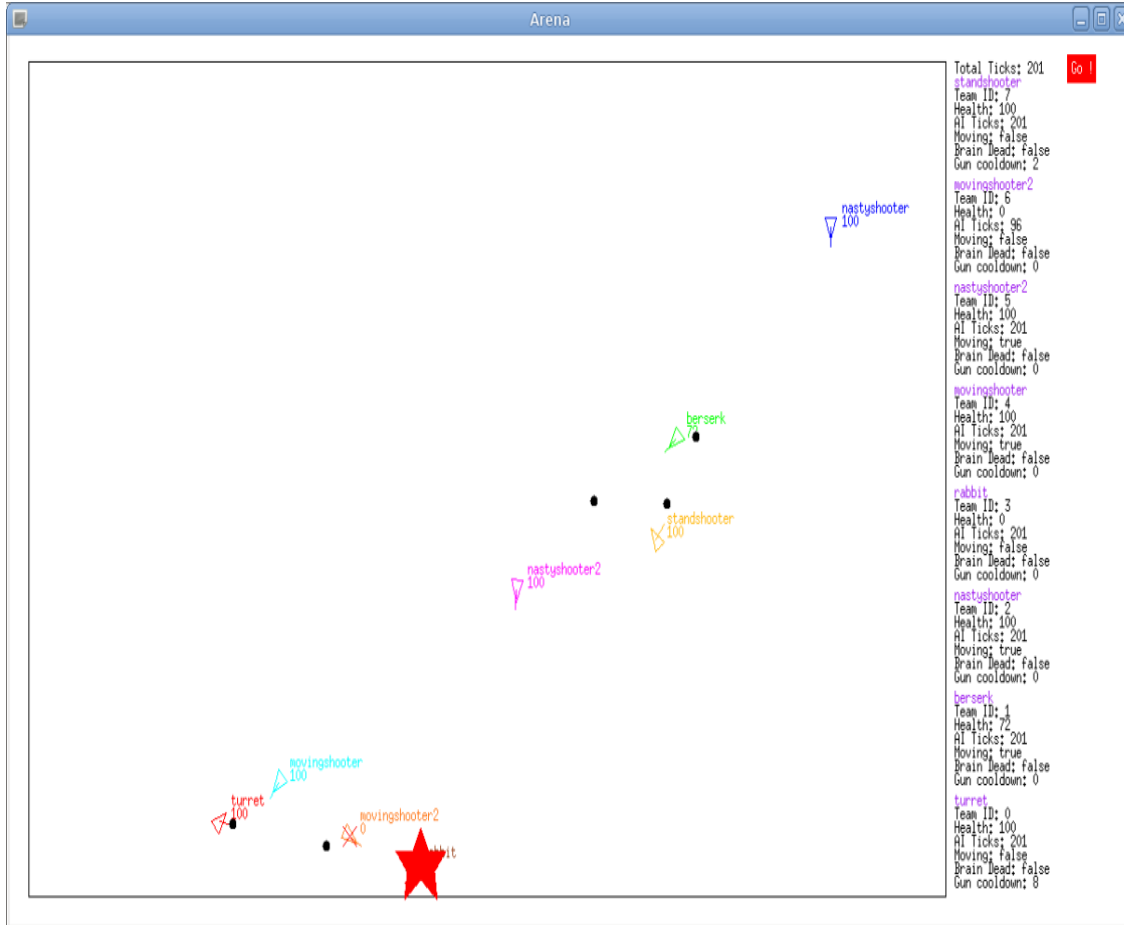 Arena
Total Ticks: 201
Go !
standshooter
Team ID: 7
Health: 100
AI Ticks: 201
Moving: false
Brain Dead: false
Gun cooldown: 2
movingshooter2
Team ID: 6
Health: 0
AI Ticks: 96
Moving: false
Brain Dead: false
Gun cooldown: 0
nastyshooter2
Team ID: 5
Health: 100
AI Ticks: 201
Moving: true
Brain Dead: false
Gun cooldown: 0
movingshooter
Team ID: 4
Health: 100
AI Ticks: 201
Moving: true
Brain Dead: false
Gun cooldown: 0
rabbit
Team ID: 3
Health: 0
AI Ticks: 201
Moving: false
Brain Dead: false
Gun cooldown: 0
nastyshooter
Team ID: 2
Health: 100
AI Ticks: 201
Moving: true
Brain Dead: false
Gun cooldown: 0
berserk
Team ID: 1
Health: 72
AI Ticks: 201
Moving: true
Brain Dead: false
Gun cooldown: 0
turret
Team ID: 0
Health: 100
AI Ticks: 201
Moving: false
Brain Dead: false
Gun cooldown: 8
nastyshooter
100
berserk
72
standshooter
100
nastyshooter2
100
movingshooter
100
turret
100
movingshooter2
0